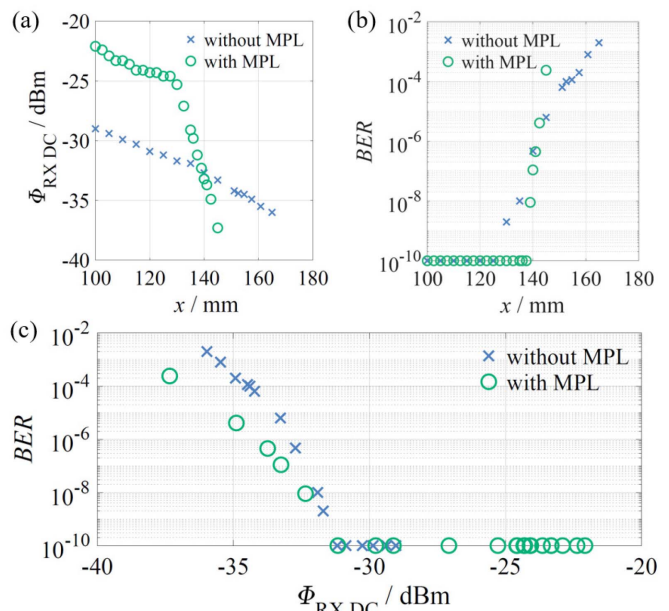 (a)
-20
-25
-30
-35
-40
Φ_RX DC / dBm
× without MPL
○ with MPL
100 120 140 160 180
x / mm
(b)
10^-2
10^-4
10^-6
10^-8
10^-10
BER
× without MPL
○ with MPL
100 120 140 160 180
x / mm
(c)
10^-2
10^-4
10^-6
10^-8
10^-10
BER
× without MPL
○ with MPL
-40 -35 -30 -25 -20
Φ_RX DC / dBm